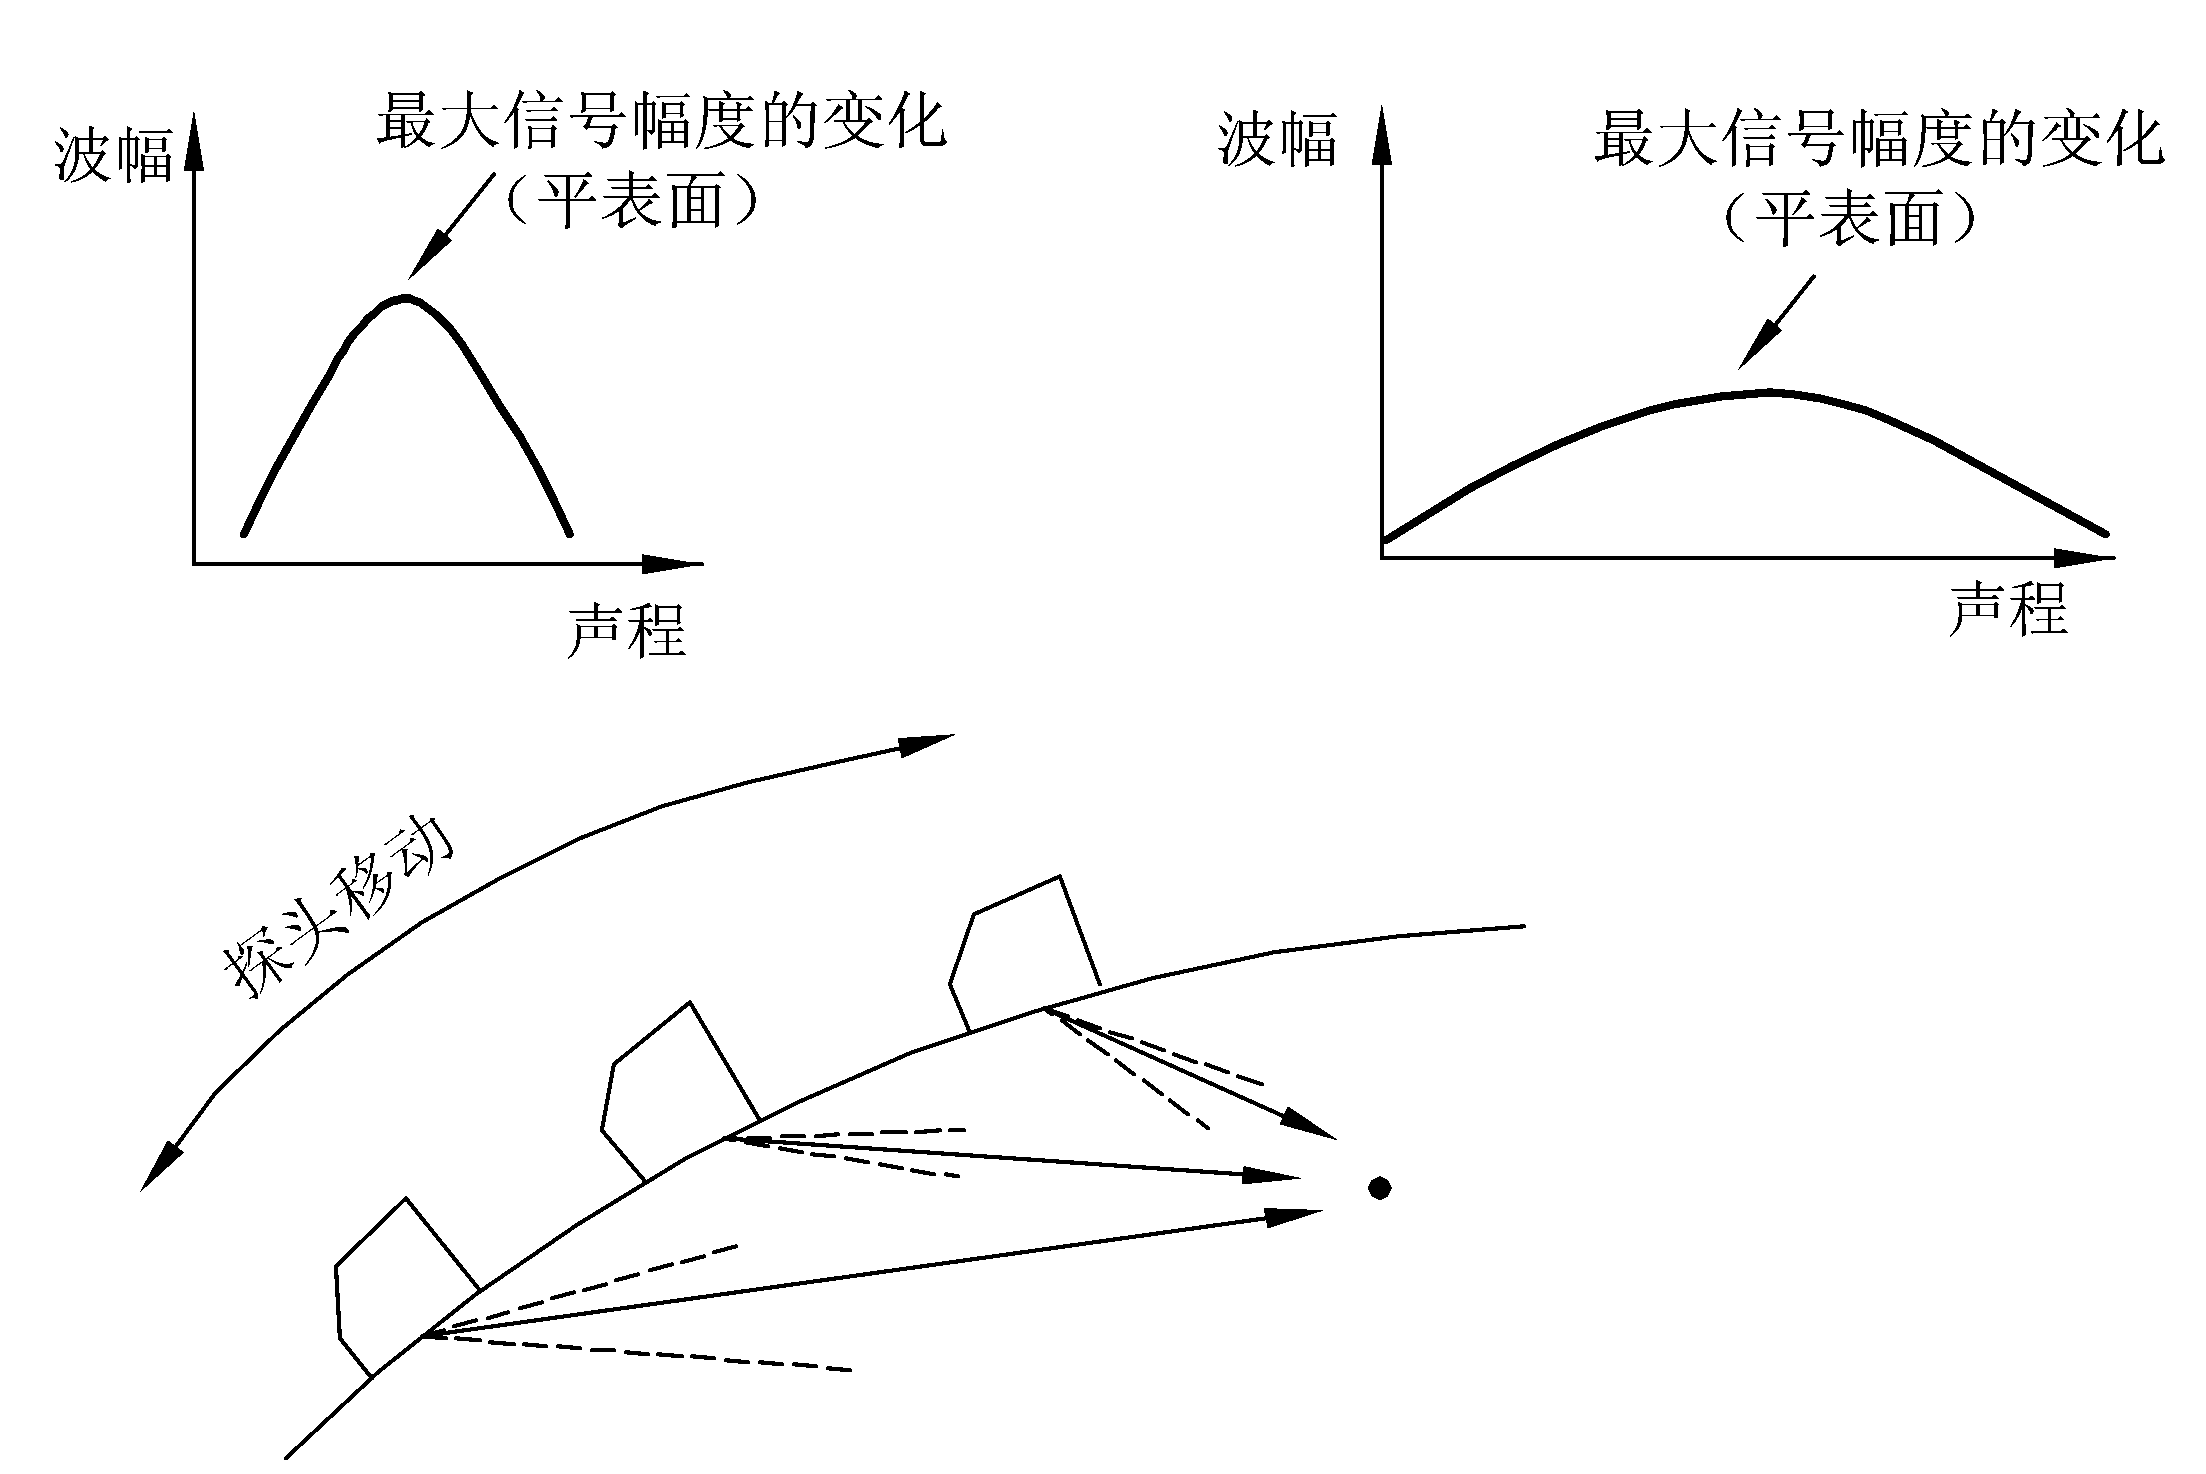 波幅
最大信号幅度的变化
（平表面）
声程
波幅
最大信号幅度的变化
（平表面）
声程
探头移动